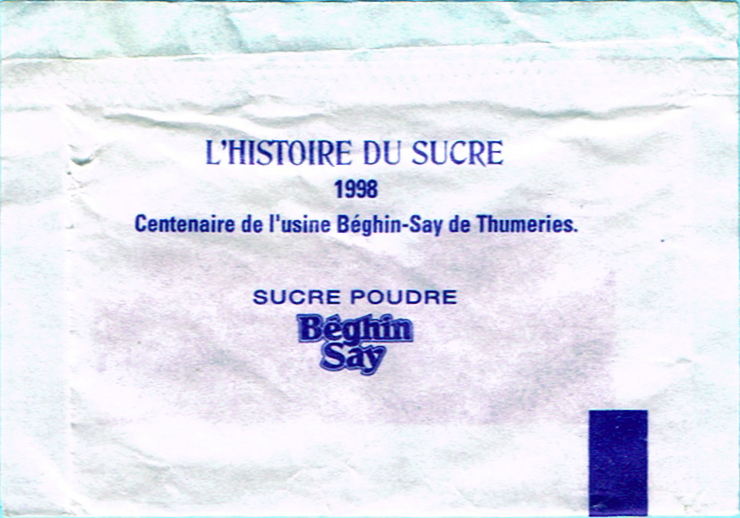 L'HISTOIRE DU SUCRE
1998
Centenaire de l'usine Béghin-Say de Thumeries.
SUCRE POUDRE
Béghin
Say